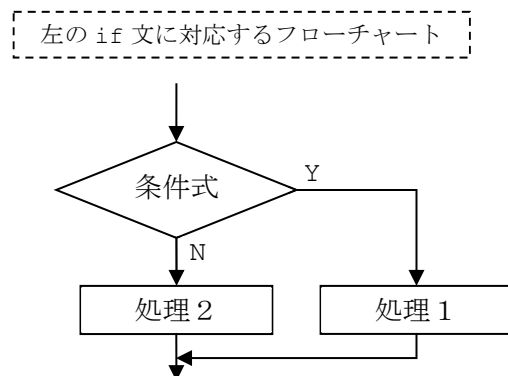 左の if 文に対応するフローチャート
条件式
Y
N
処理２
処理１